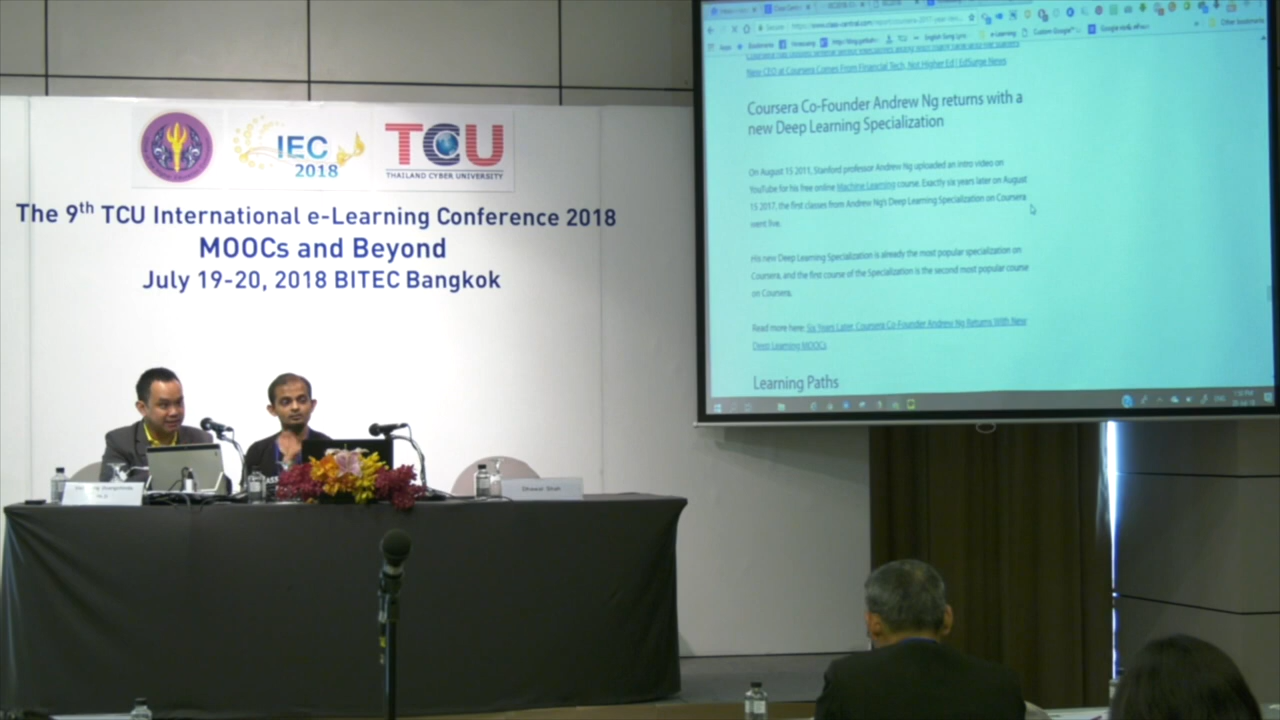 IEC
2018
TCU
THAILAND CYBER UNIVERSITY
The 9th TCU International e-Learning Conference 2018
MOOCs and Beyond
July 19-20, 2018 BITEC Bangkok
Dhawal Shah
Bookmarks
English Song Lyric
e-Learning
Other bookmarks
New CEO at Coursera Comes From Financial Tech, Not Higher Ed | EdSurge News
Coursera Co-Founder Andrew Ng returns with a
new Deep Learning Specialization
On August 15 2011, Stanford professor Andrew Ng uploaded an intro video on
YouTube for his free online Machine Learning course. Exactly six years later on August
15 2017, the first classes from Andrew Ng's Deep Learning Specialization on Coursera
went live.
His new Deep Learning Specialization is already the most popular specialization on
Coursera, and the first course of the Specialization is the second most popular course
on Coursera.
Read more here: Six Years Later, Coursera Co-Founder Andrew Ng Returns With New
Deep Learning MOOCs
Learning Paths